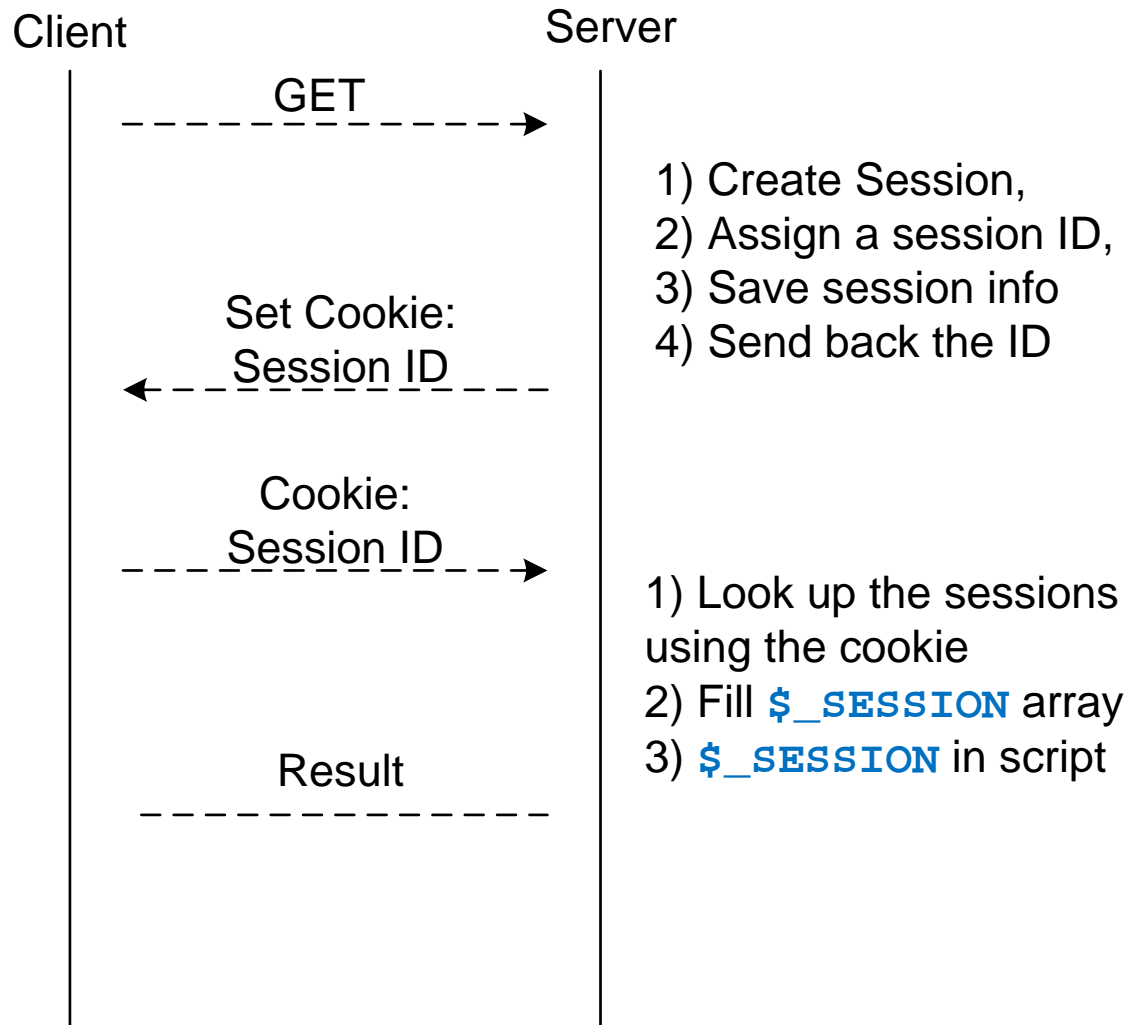 Client
Server
GET
1) Create Session,
2) Assign a session ID,
3) Save session info
4) Send back the ID
Set Cookie:
Session ID
Cookie:
Session ID
1) Look up the sessions
using the cookie
2) Fill $_SESSION array
3) $_SESSION in script
Result